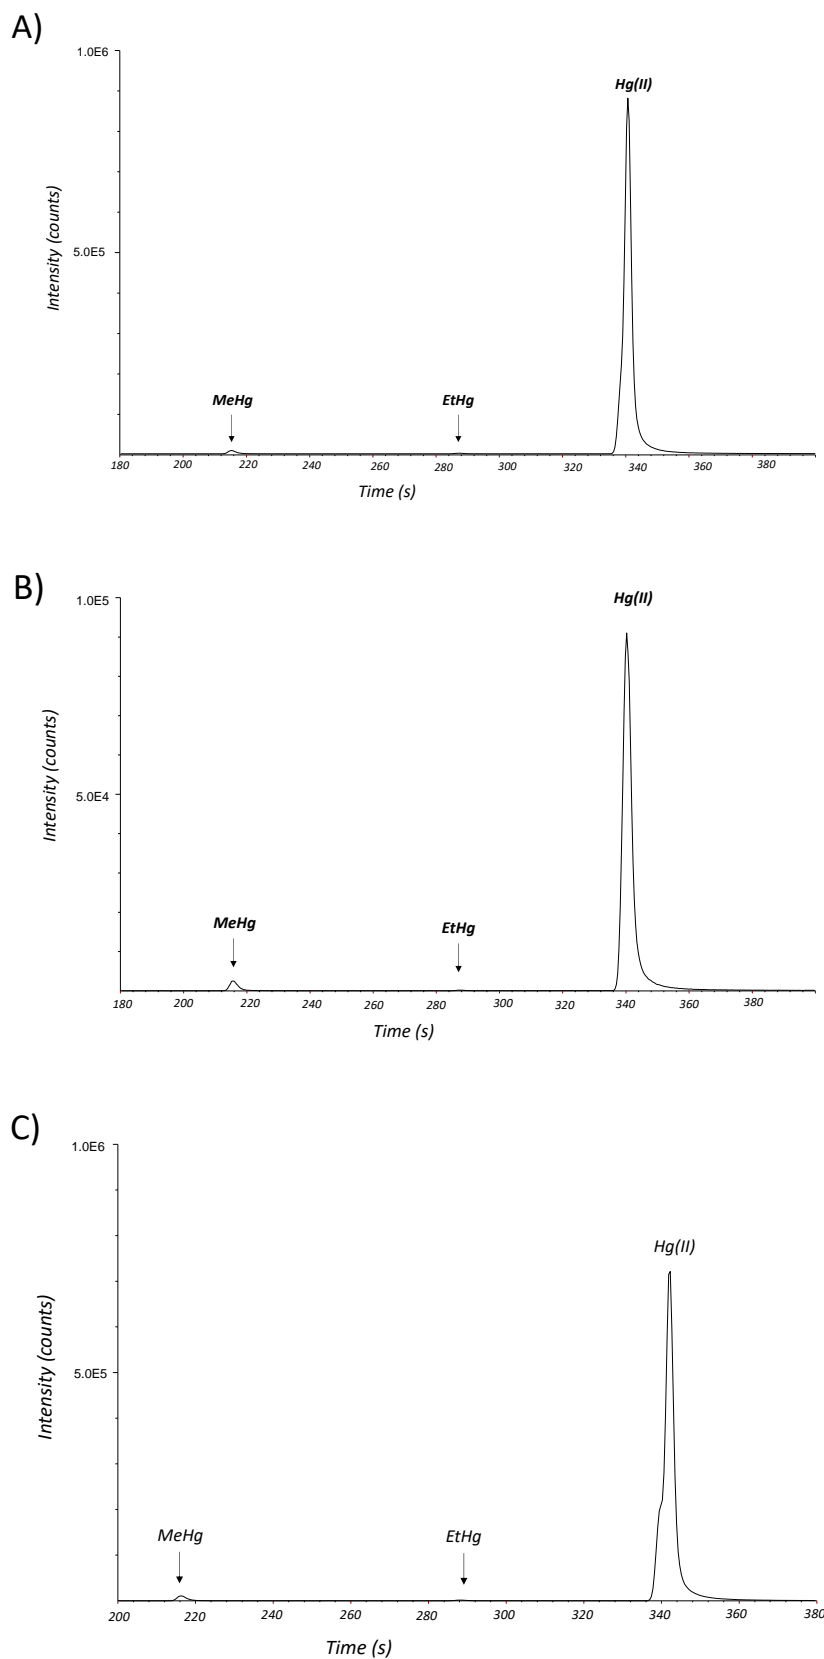 A)
1.0E6
Hg(II)
Intensity (counts)
5.0E5
MeHg
EtHg
180 200 220 240 260 280 300 320 340 360 380
Time (s)
B)
1.0E5
Hg(II)
Intensity (counts)
5.0E4
MeHg
EtHg
180 200 220 240 260 280 300 320 340 360 380
Time (s)
C)
1.0E6
Hg(II)
Intensity (counts)
5.0E5
MeHg
EtHg
200 220 240 260 280 300 320 340 360 380
Time (s)